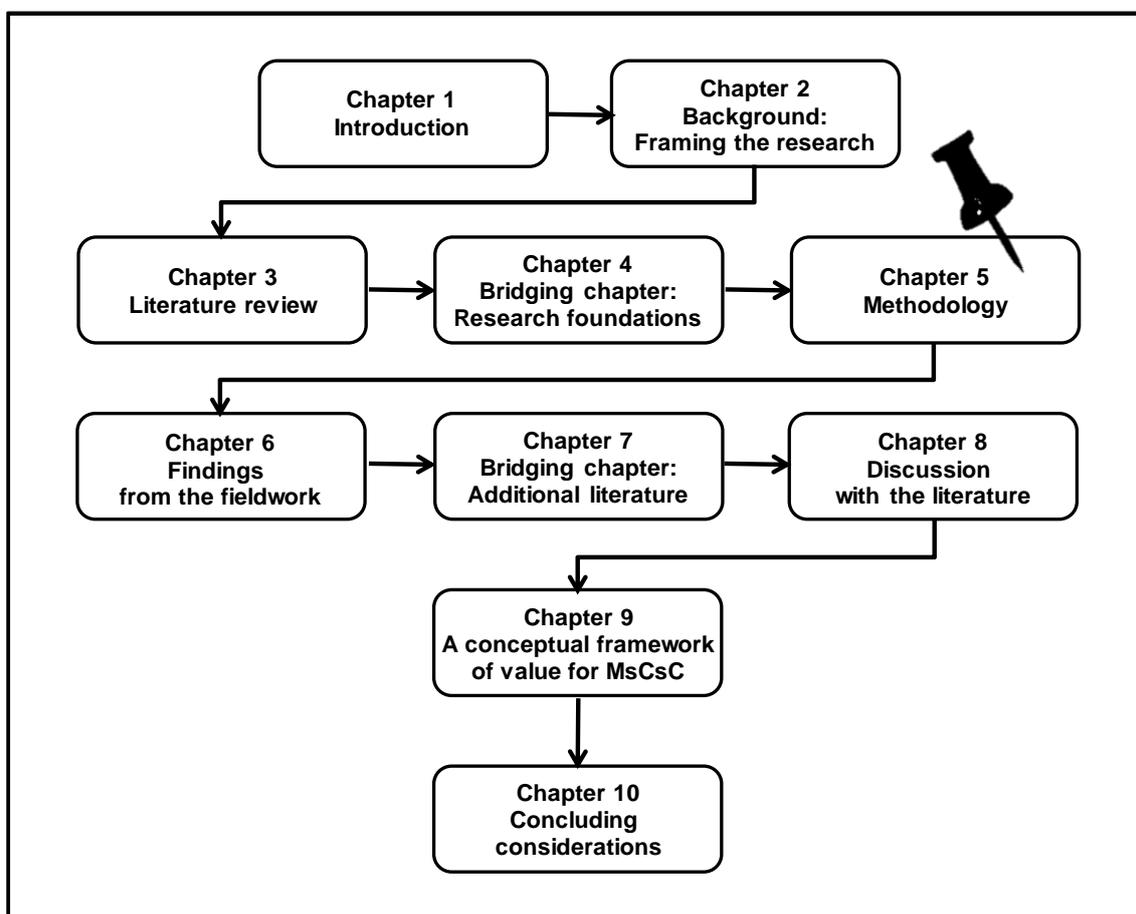 Chapter 1
Introduction
Chapter 2
Background:
Framing the research
Chapter 3
Literature review
Chapter 4
Bridging chapter:
Research foundations
Chapter 5
Methodology
Chapter 6
Findings
from the fieldwork
Chapter 7
Bridging chapter:
Additional literature
Chapter 8
Discussion
with the literature
Chapter 9
A conceptual framework
of value for MsCsC
Chapter 10
Concluding
considerations